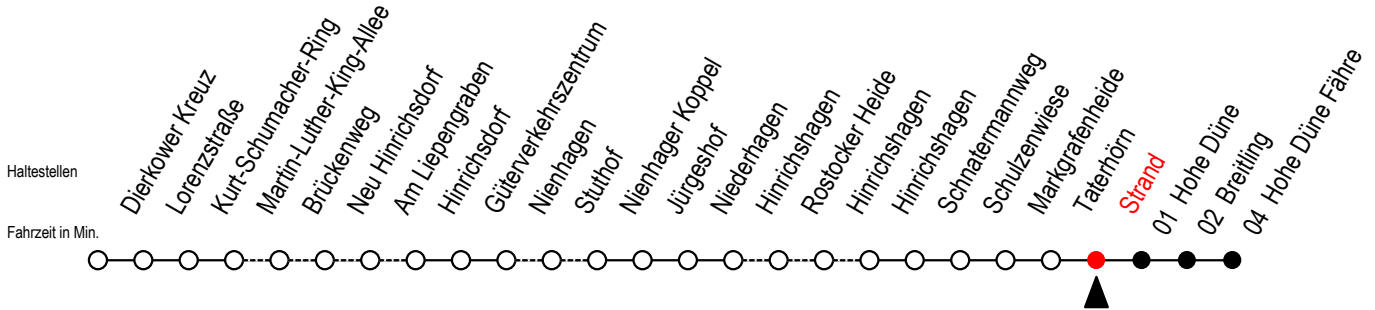 Haltestellen
Dierkower Kreuz
Lorenzstraße
Kurt-Schumacher-Ring
Martin-Luther-King-Allee
Brückenweg
Neu Hinrichsdorf
Am Liepengraben
Hinrichsdorf
Güterverkehrszentrum
Nienhagen
Stuthof
Nienhager Koppel
Jürgeshof
Niederhagen
Hinrichshagen
Rostocker Heide
Hinrichshagen
Hinrichshagen
Schnatermannweg
Schulzenwiese
Markgrafenheide
Taterhörn
Strand
01 Hohe Düne
02 Breitling
04 Hohe Düne Fähre
Fahrzeit in Min.